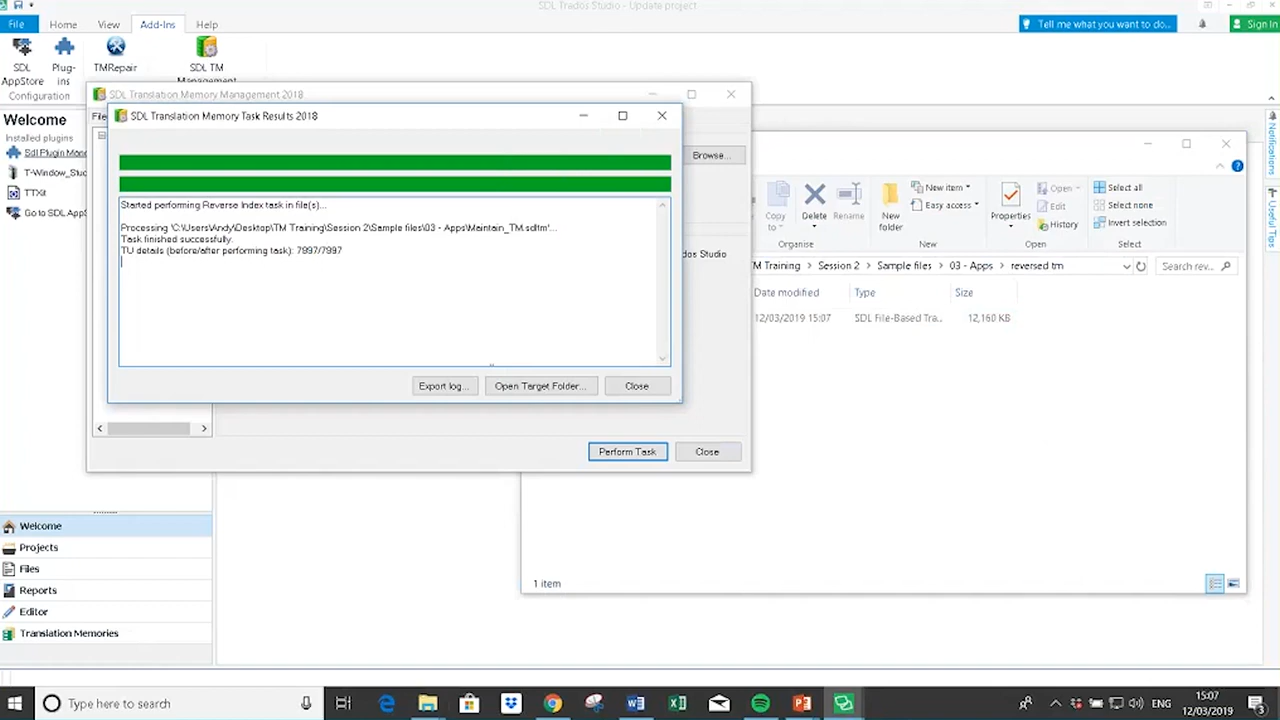 SDL Trados Studio - Update project
File
Home
View
Add-Ins
Help
Tell me what you want to do...
Sign In
SDL AppStore
Plug-ins
TMRepair
SDL TM Management
Configuration
Welcome
Installed plugins
Sdl Plugin Mana
T-Window_Stud
TTXit
Go to SDL AppS
SDL Translation Memory Management 2018
File
Browse...
dos Studio
SDL Translation Memory Task Results 2018
Started performing Reverse Index task in file(s)...
Processing 'C:\Users\Andy\Desktop\TM Training\Session 2\Sample files\03 - Apps\Maintain_TM.sdltm'...
Task finished successfully.
TU details (before/after performing task): 7997/7997
Export log...
Open Target Folder...
Close
Perform Task
Close
Copy to
Delete
Rename
New Folder
New item
Easy access
Properties
Open
Edit
History
Select all
Select none
Invert selection
Organise
New
Open
Select
TM Training > Session 2 > Sample files > 03 - Apps > reversed tm
Search rev...
Date modified
Type
Size
12/03/2019 15:07
SDL File-Based Tra...
12,160 KB
1 item
Notifications
Useful Tips
Welcome
Projects
Files
Reports
Editor
Translation Memories
Type here to search
ENG
15:07
12/03/2019
3